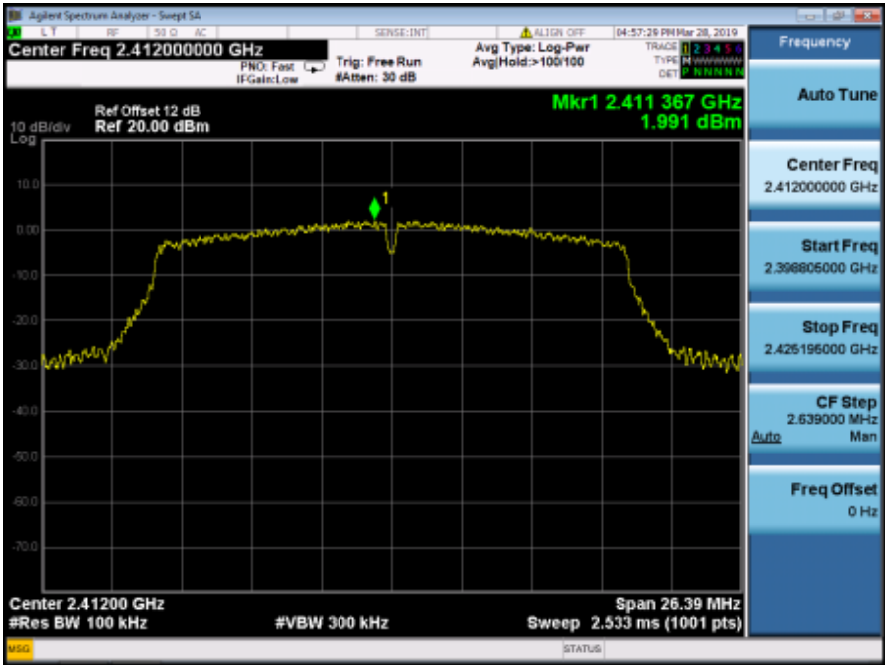 Agilent Spectrum Analyzer - Swept SA
LT RF 50 Ω AC SENSE:INT ALIGN OFF 04:57:29 PM Mar 28, 2019
Center Freq 2.412000000 GHz
PNO: Fast
IFGain:Low
Trig: Free Run
#Atten: 30 dB
Avg Type: Log-Pwr
Avg|Hold:>100/100
TRACE 1 2 3 4 5 6
TYPE M W W W W W
DET P N N N N N
Mkr1 2.411 367 GHz
1.991 dBm
Ref Offset 12 dB
10 dB/div Ref 20.00 dBm
Log
1
10.0
0.00
-10.0
-20.0
-30.0
-40.0
-50.0
-60.0
-70.0
Center 2.41200 GHz Span 26.39 MHz
#Res BW 100 kHz #VBW 300 kHz Sweep 2.533 ms (1001 pts)
MSG STATUS
Frequency
Auto Tune
Center Freq
2.412000000 GHz
Start Freq
2.398805000 GHz
Stop Freq
2.425195000 GHz
CF Step
2.639000 MHz
Auto Man
Freq Offset
0 Hz